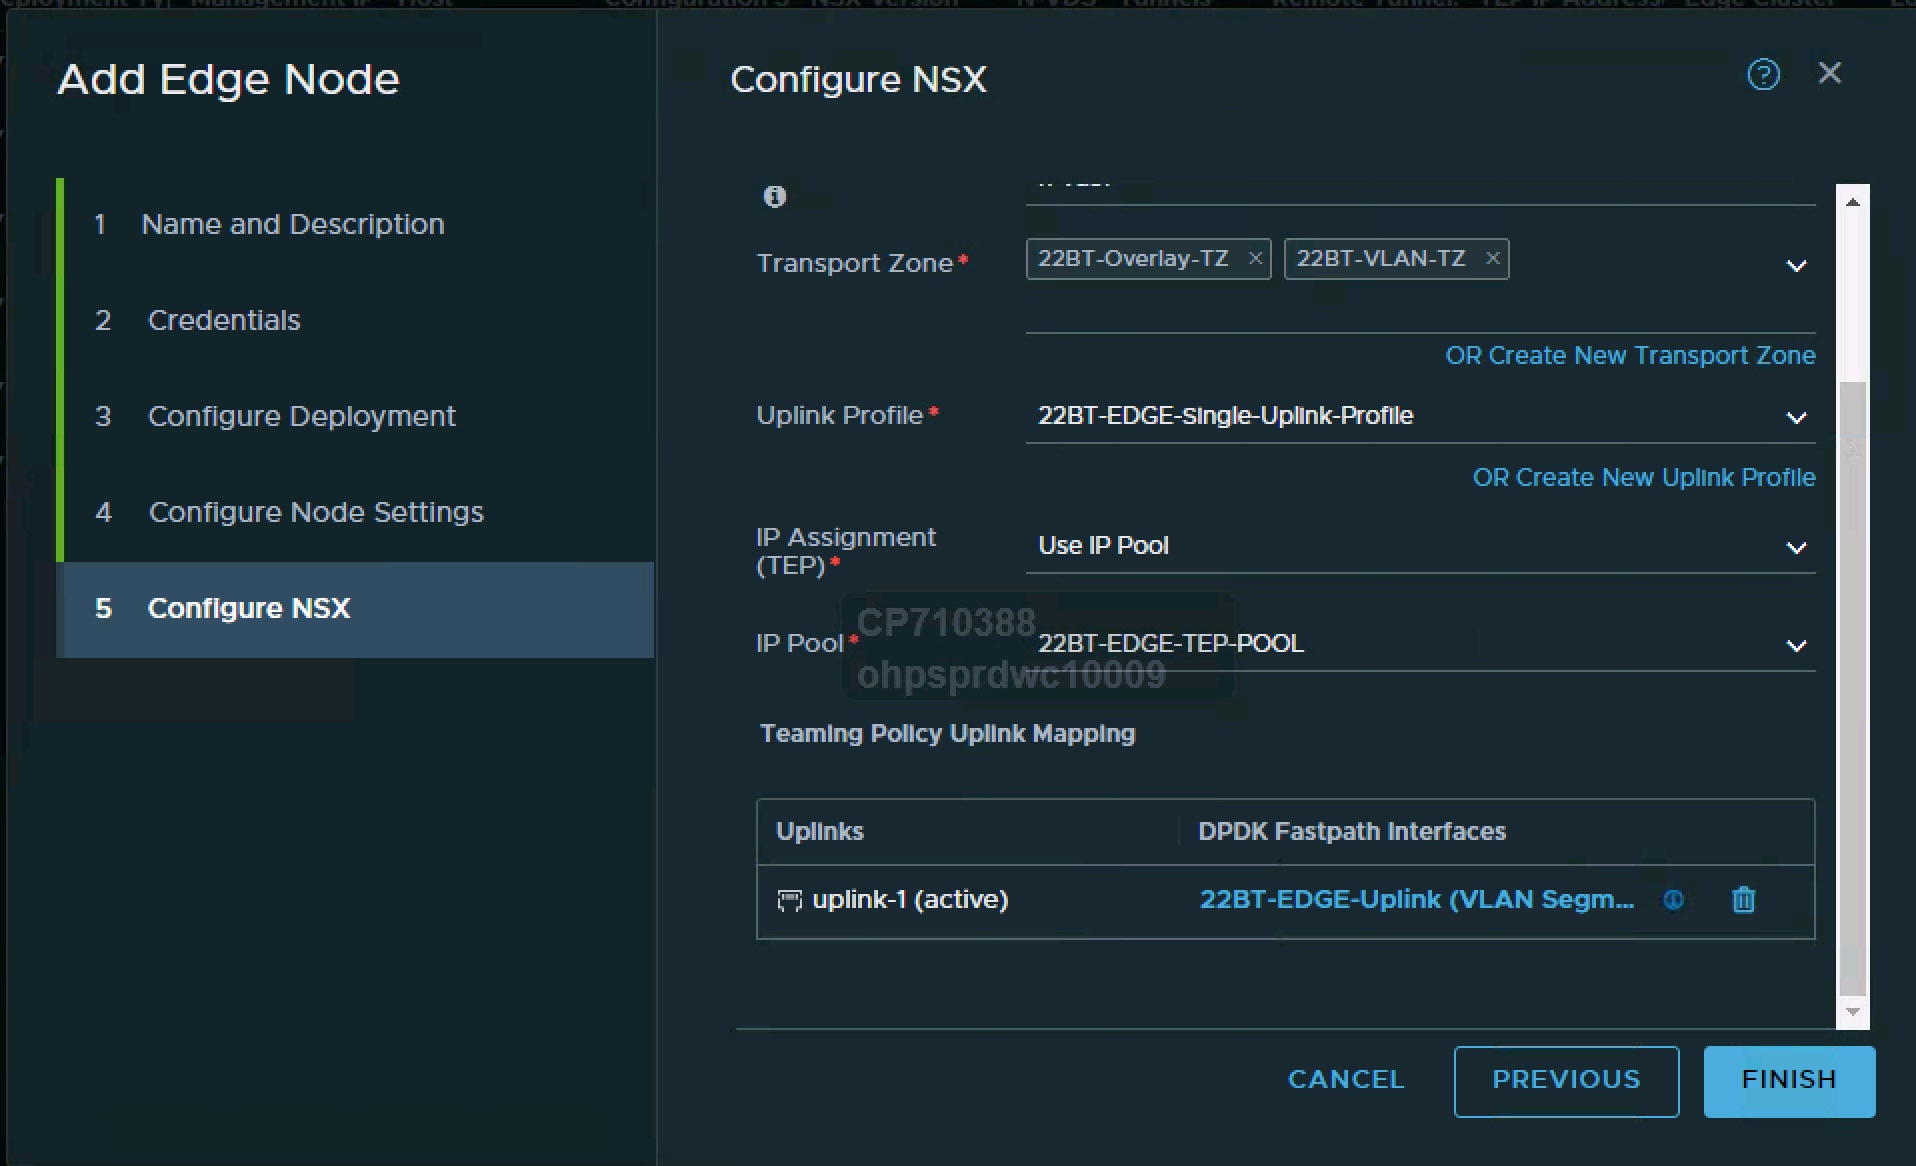 Add Edge Node
1 Name and Description
2 Credentials
3 Configure Deployment
4 Configure Node Settings
5 Configure NSX
Configure NSX
Transport Zone*
22BT-Overlay-TZ × 22BT-VLAN-TZ ×
OR Create New Transport Zone
Uplink Profile*
22BT-EDGE-Single-Uplink-Profile
OR Create New Uplink Profile
IP Assignment
(TEP)*
Use IP Pool
IP Pool*
22BT-EDGE-TEP-POOL
CP710388
ohpsprdwc10009
Teaming Policy Uplink Mapping
Uplinks DPDK Fastpath Interfaces
uplink-1 (active) 22BT-EDGE-Uplink (VLAN Segm...
CANCEL PREVIOUS FINISH